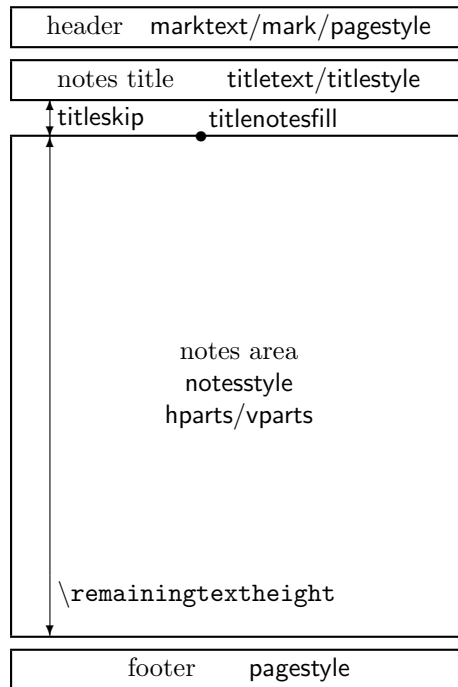 header marktext/mark/pagestyle
notes title titletext/titlestyle
titleskip titlenotesfill
notes area
notesstyle
hparts/vparts
\remainingtextheight
footer pagestyle